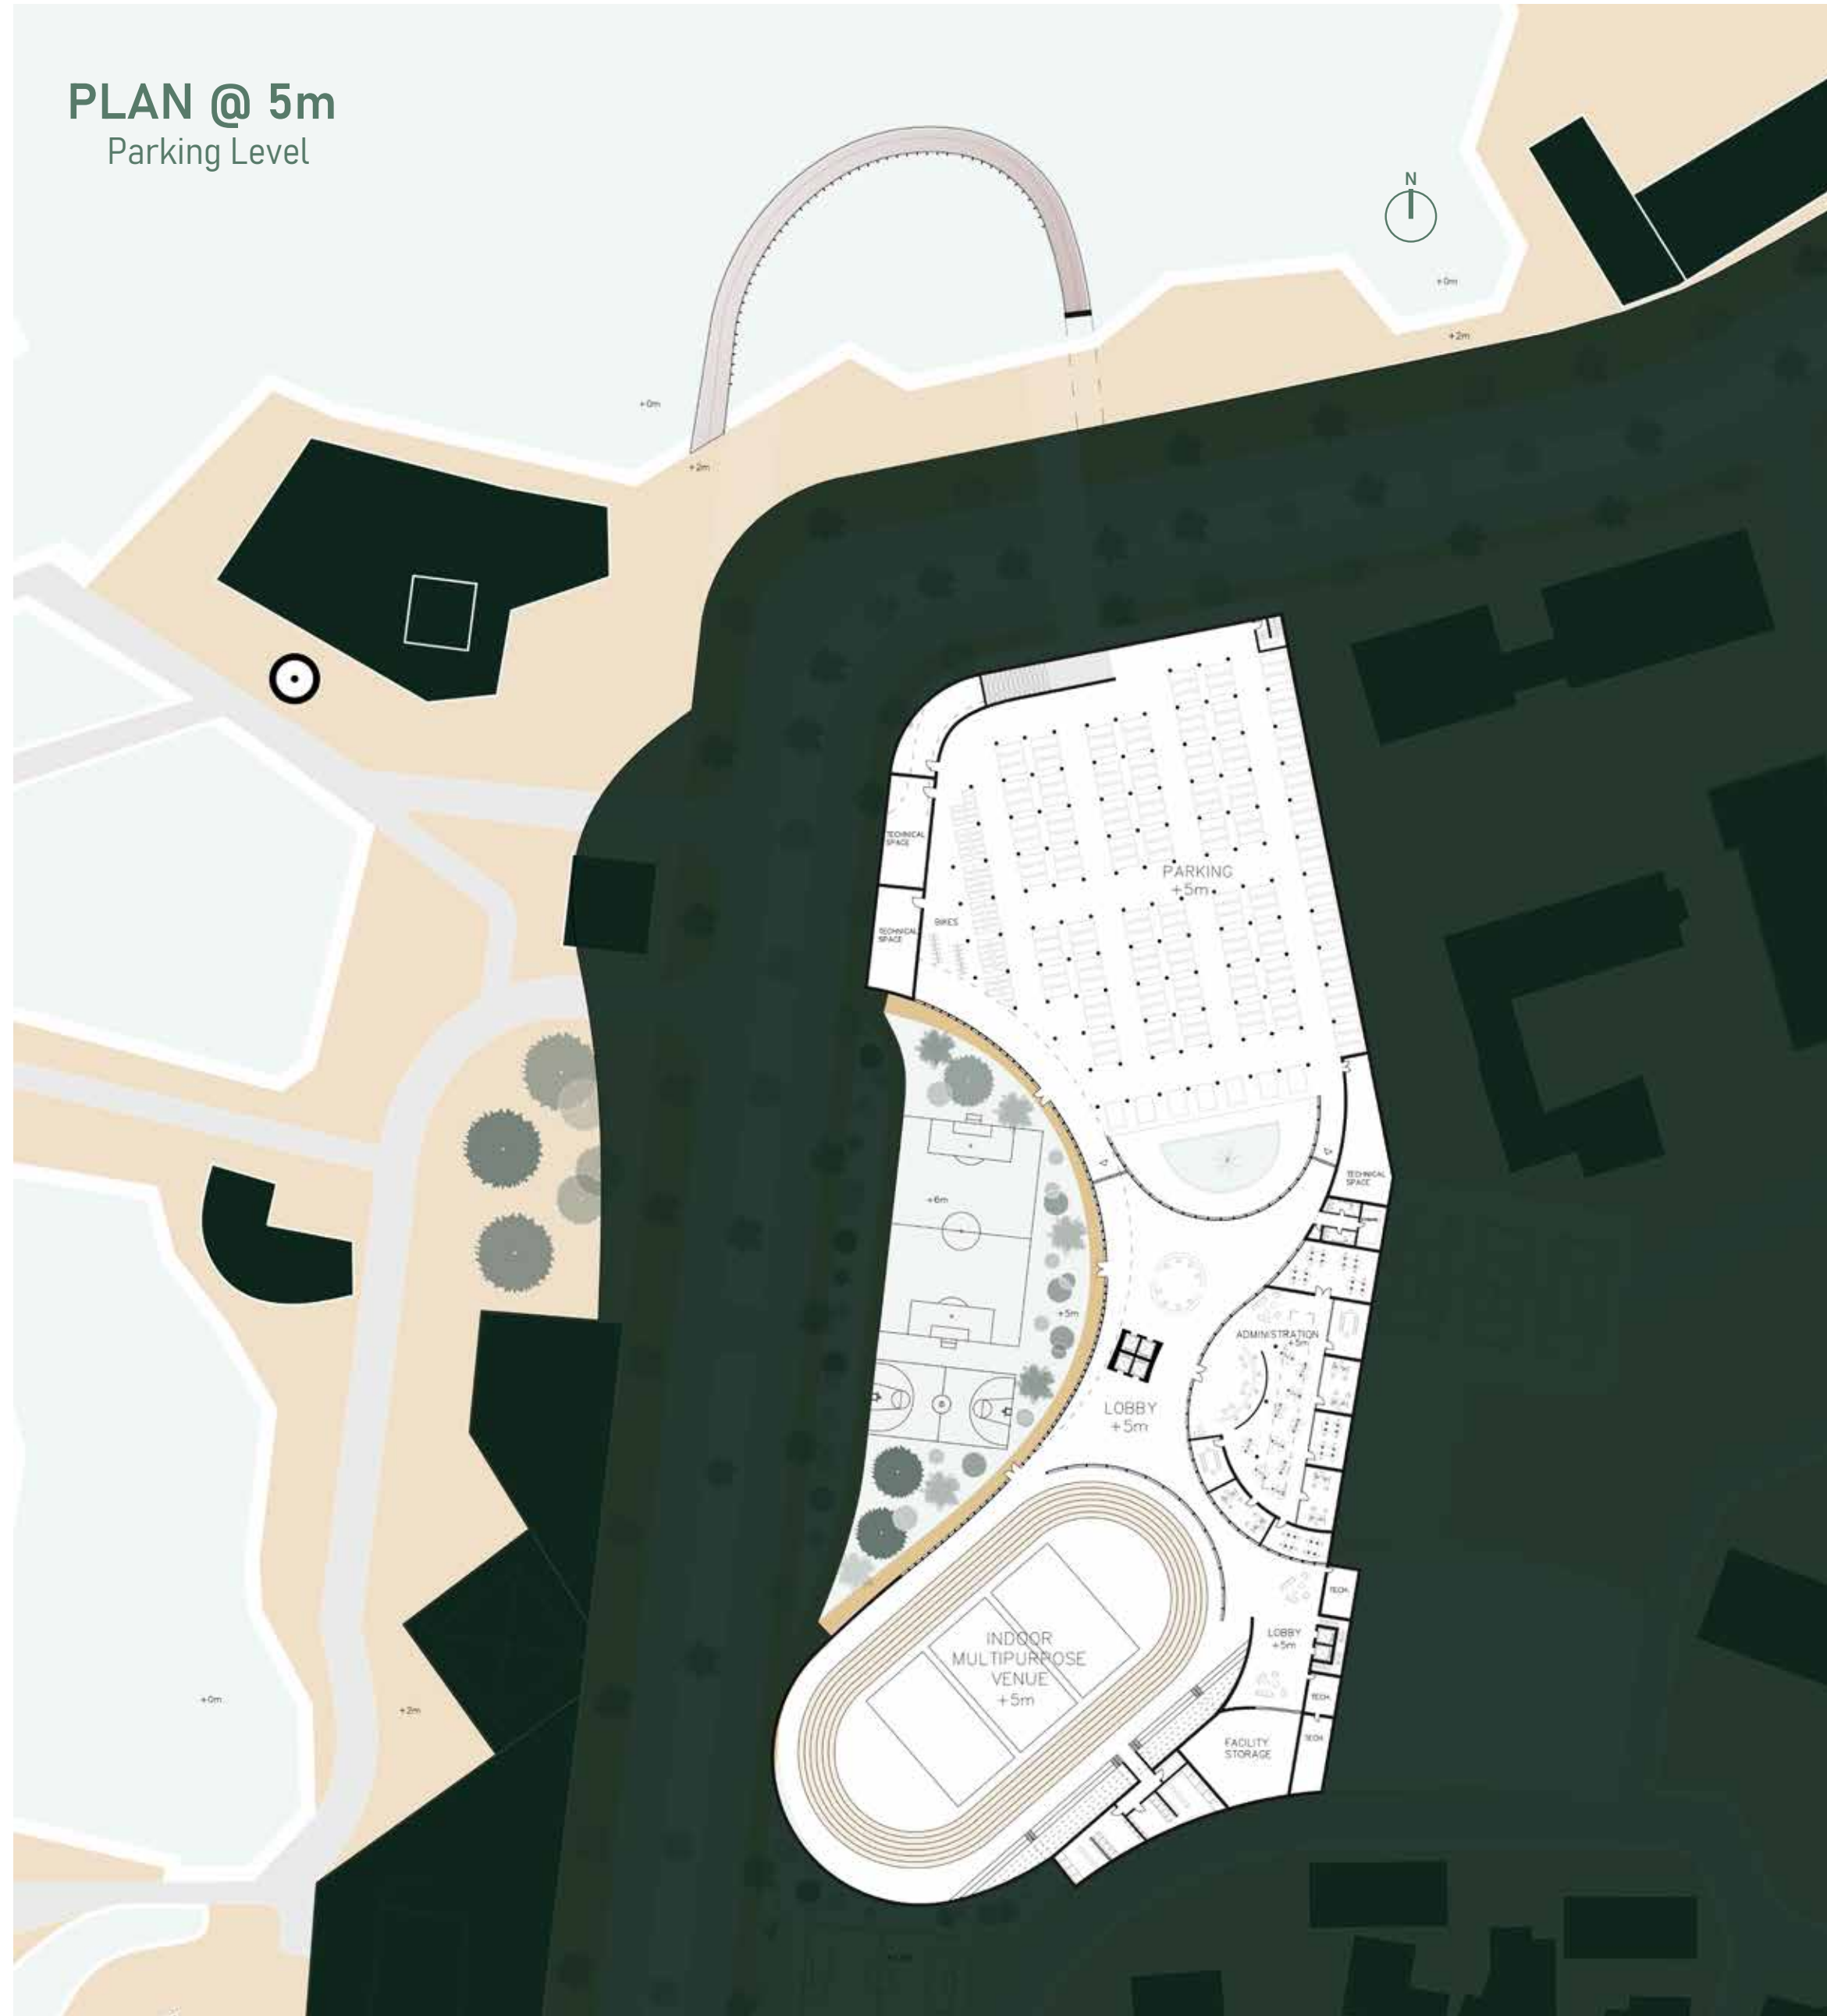 PLAN @ 5m
Parking Level
N
+0m
+2m
+0m
+2m
TECHNICAL
SPACE
PARKING
+5m
BIKES
TECHNICAL
SPACE
TECHNICAL
SPACE
+6m
+5m
ADMINISTRATION
+5m
LOBBY
+5m
TECH.
LOBBY
+5m
INDOOR
MULTIPURPOSE
VENUE
+5m
TECH.
+0m
+2m
FACILITY
STORAGE
TECH.